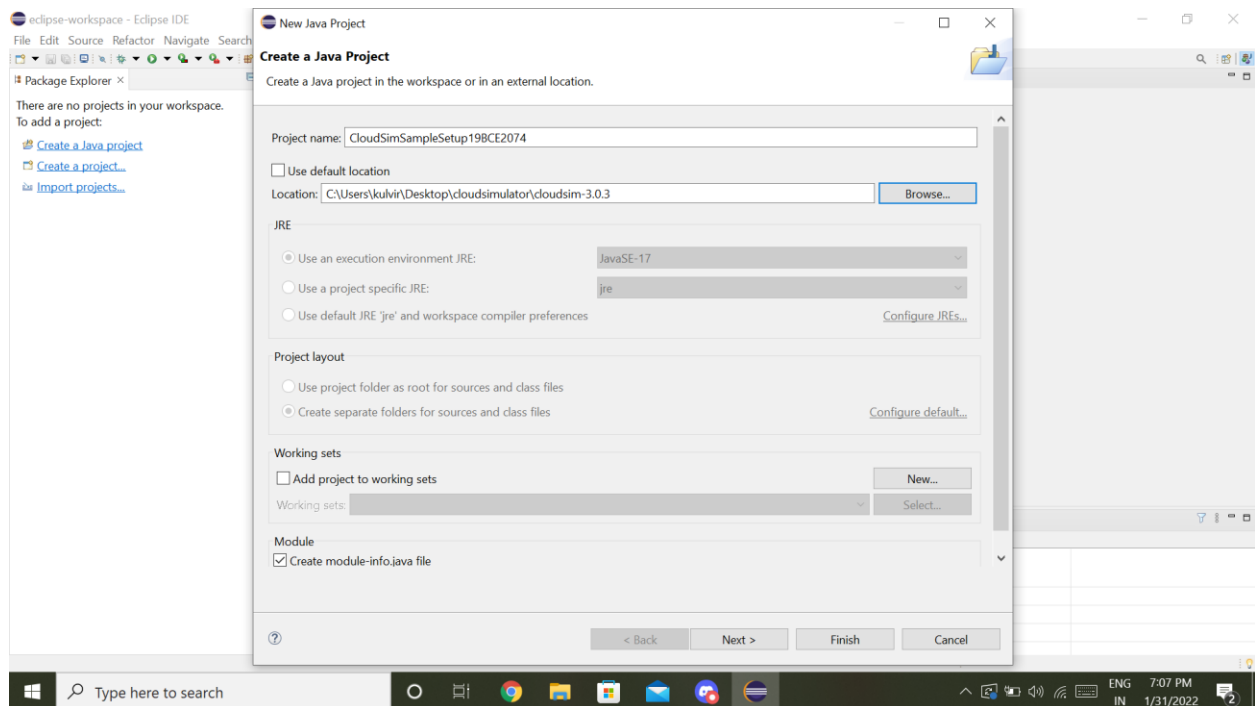 eclipse-workspace - Eclipse IDE
File Edit Source Refactor Navigate Search
Package Explorer
There are no projects in your workspace.
To add a project:
Create a Java project
Create a project...
Import projects...
New Java Project
Create a Java Project
Create a Java project in the workspace or in an external location.
Project name: CloudSimSampleSetup19BCE2074
Use default location
Location: C:\Users\kulvir\Desktop\cloudsimulator\cloudsim-3.0.3 Browse...
JRE
Use an execution environment JRE: JavaSE-17
Use a project specific JRE: jre
Use default JRE 'jre' and workspace compiler preferences Configure JREs...
Project layout
Use project folder as root for sources and class files
Create separate folders for sources and class files Configure default...
Working sets
Add project to working sets New...
Working sets: Select...
Module
Create module-info.java file
< Back Next > Finish Cancel
Type here to search
ENG 7:07 PM
IN 1/31/2022 2